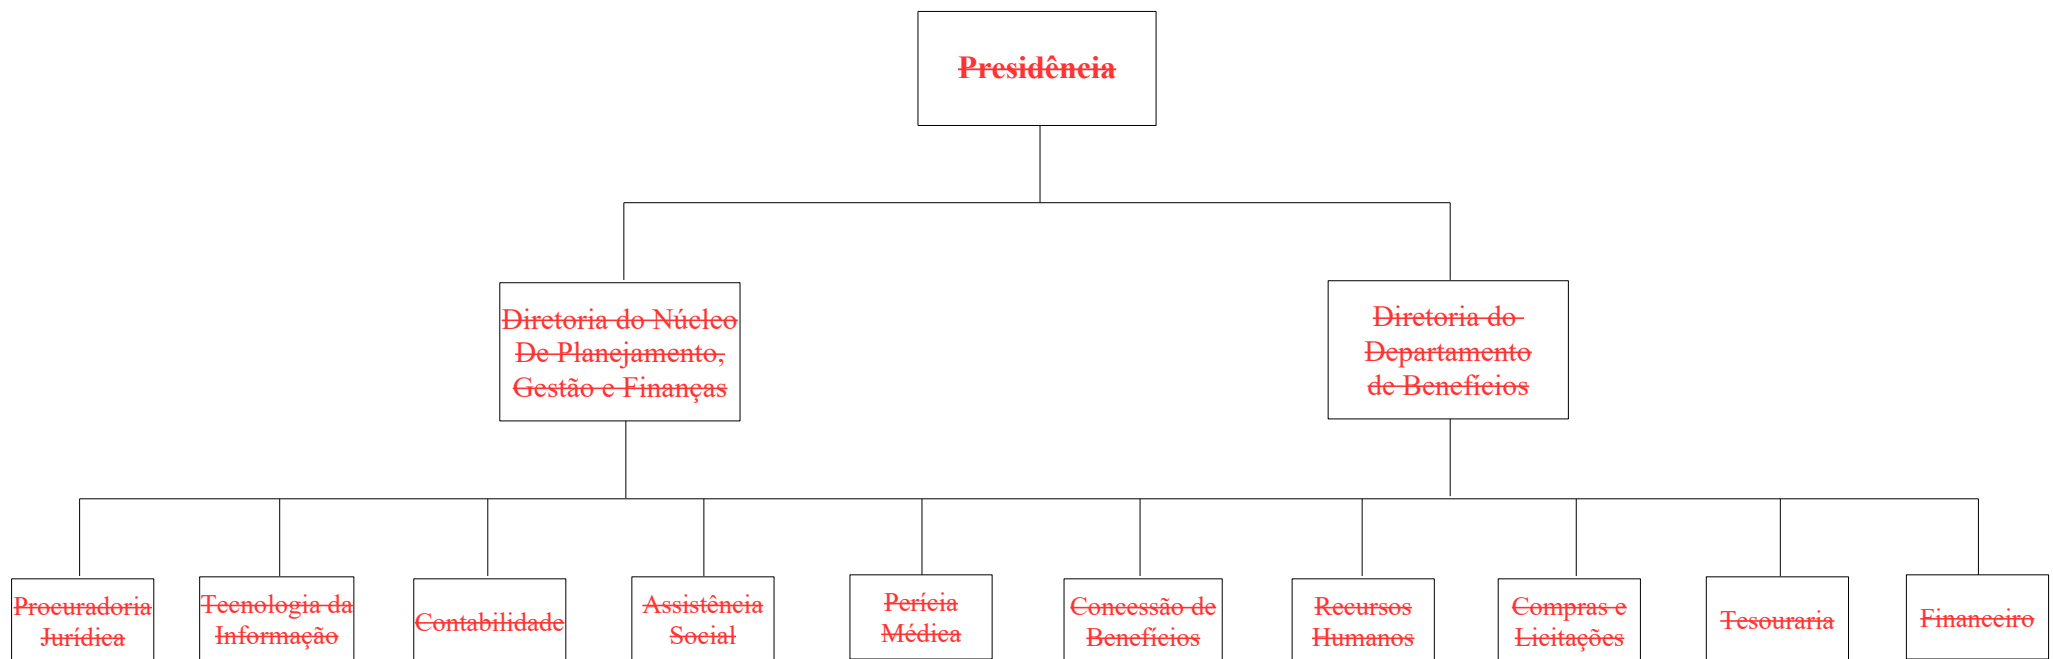 Presidência
Diretoria do Núcleo
De Planejamento,
Gestão e Finanças
Diretoria do
Departamento
de Benefícios
Procuradoria
Jurídica
Tecnologia da
Informação
Contabilidade
Assistência
Social
Perícia
Médica
Concessão de
Benefícios
Recursos
Humanos
Compras e
Licitações
Tesouraria
Financeiro